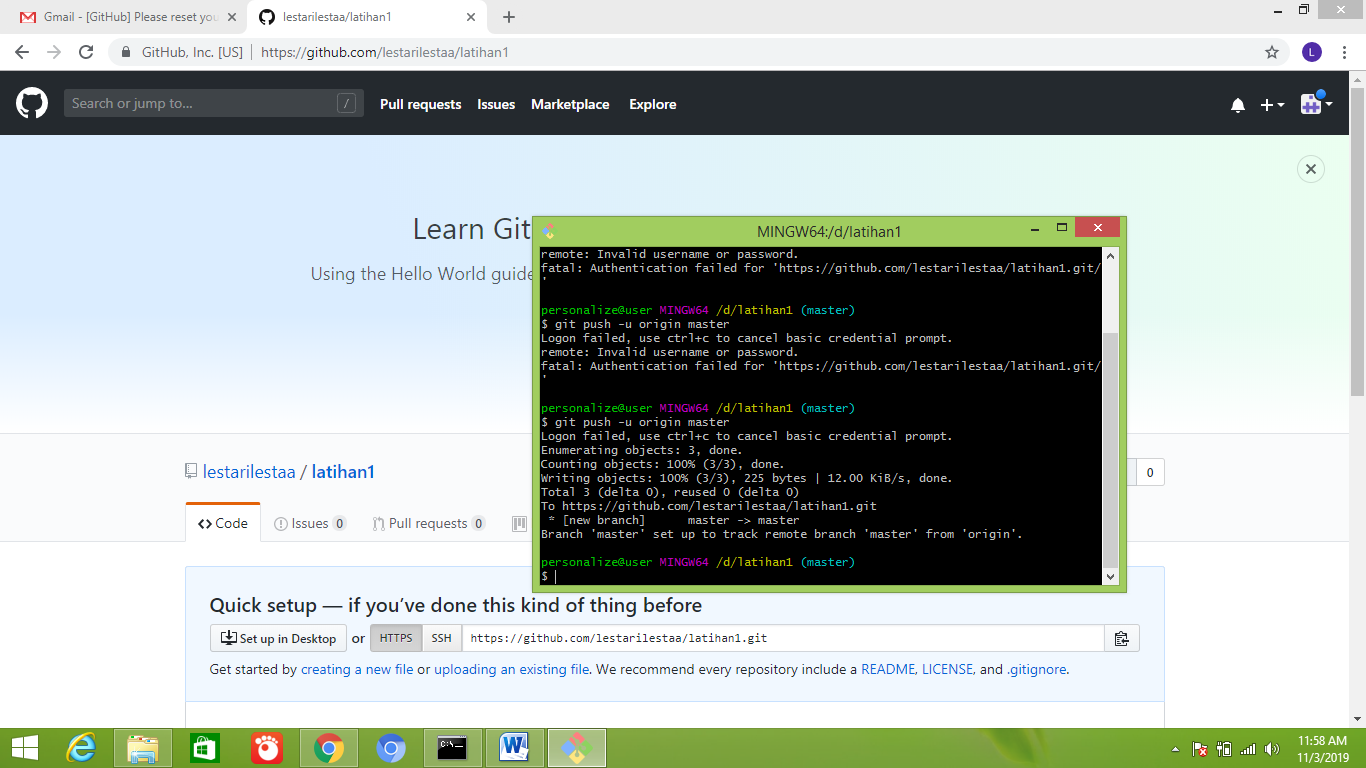 Gmail - [GitHub] Please reset you
lestarilestaa/latihan1
GitHub, Inc. [US]
https://github.com/lestarilestaa/latihan1
L
Search or jump to...
/
Pull requests
Issues
Marketplace
Explore
Learn Git
Using the Hello World guide
MINGW64:/d/latihan1
remote: Invalid username or password.
fatal: Authentication failed for 'https://github.com/lestarilestaa/latihan1.git/
'
personalize@user MINGW64 /d/latihan1 (master)
$ git push -u origin master
Logon failed, use ctrl+c to cancel basic credential prompt.
remote: Invalid username or password.
fatal: Authentication failed for 'https://github.com/lestarilestaa/latihan1.git/
'
personalize@user MINGW64 /d/latihan1 (master)
$ git push -u origin master
Logon failed, use ctrl+c to cancel basic credential prompt.
Enumerating objects: 3, done.
Counting objects: 100% (3/3), done.
Writing objects: 100% (3/3), 225 bytes | 12.00 KiB/s, done.
Total 3 (delta 0), reused 0 (delta 0)
To https://github.com/lestarilestaa/latihan1.git
 * [new branch]      master -> master
Branch 'master' set up to track remote branch 'master' from 'origin'.
personalize@user MINGW64 /d/latihan1 (master)
$
lestarilestaa / latihan1
0
Code
Issues 0
Pull requests 0
Quick setup — if you've done this kind of thing before
Set up in Desktop
or
HTTPS
SSH
https://github.com/lestarilestaa/latihan1.git
Get started by creating a new file or uploading an existing file. We recommend every repository include a README, LICENSE, and .gitignore.
C:\
W
11:58 AM
11/3/2019